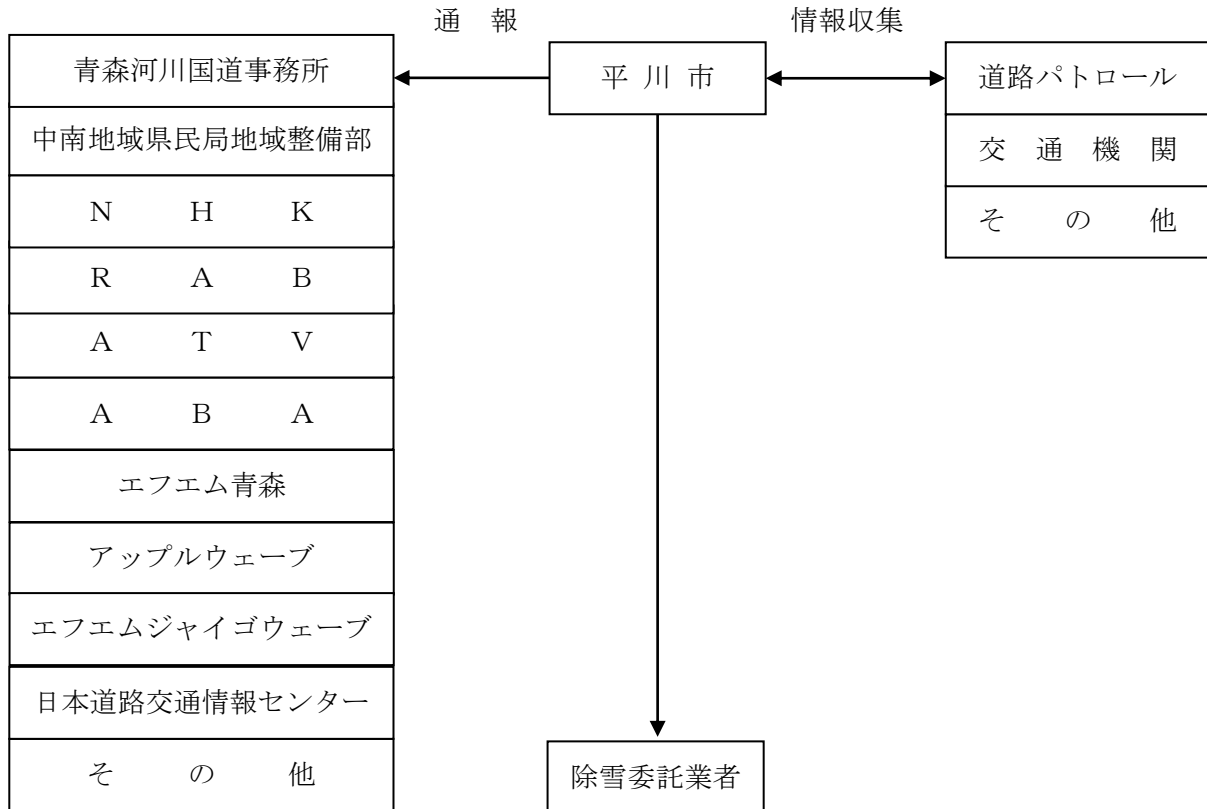 通 報
情報収集
青森河川国道事務所
中南地域県民局地域整備部
N H K
R A B
A T V
A B A
エフエム青森
アップルウェーブ
エフエムジャイゴウェーブ
日本道路交通情報センター
そ の 他
平 川 市
除雪委託業者
道路パトロール
交 通 機 関
そ の 他